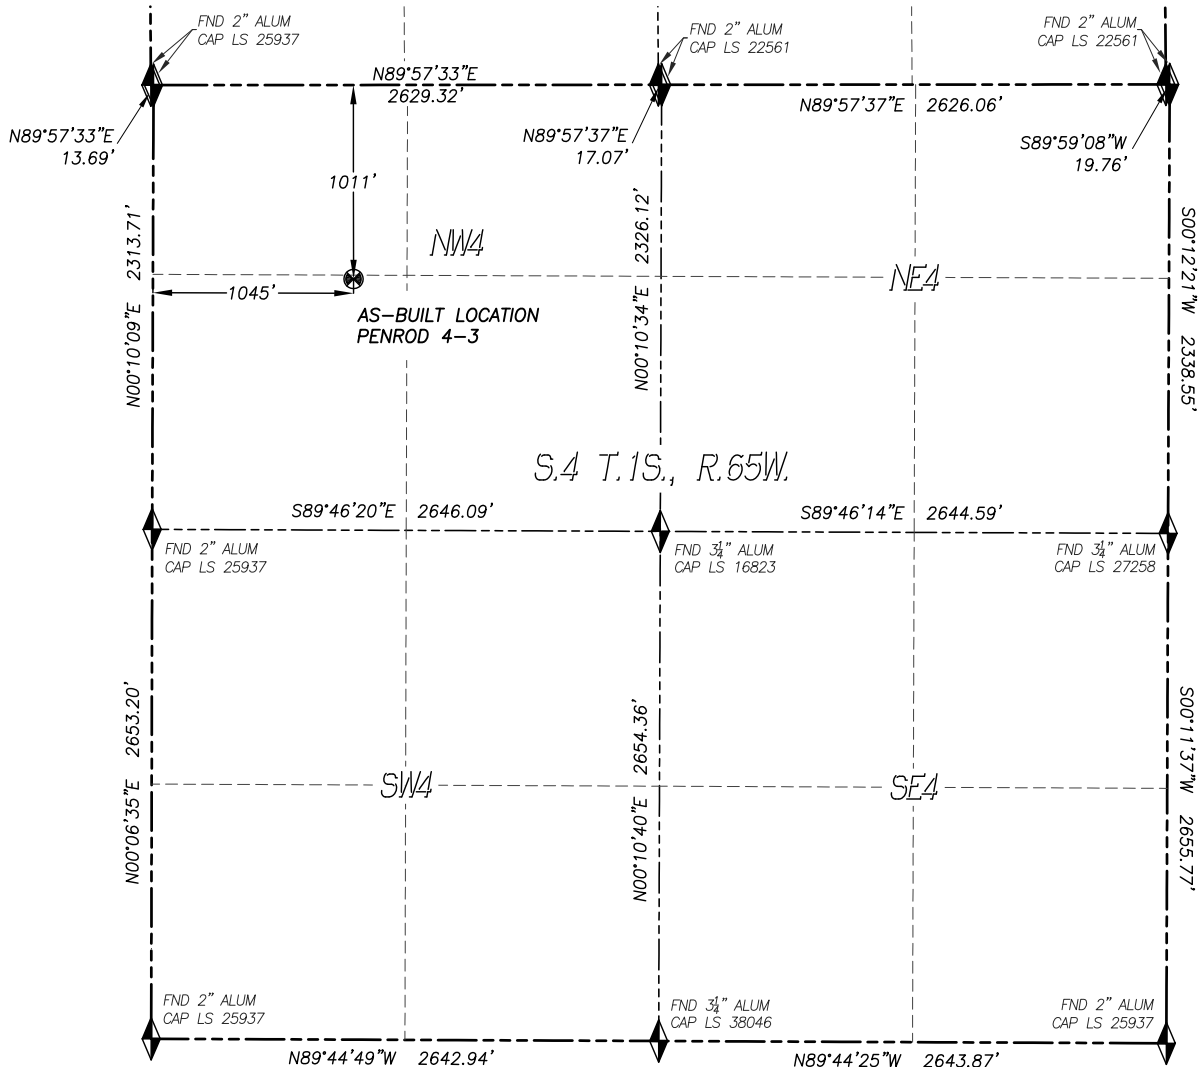 FND 2” ALUM
CAP LS 25937
FND 2” ALUM
CAP LS 22561
FND 2” ALUM
CAP LS 22561
N89°57’33”E
2629.32’
N89°57’37”E 2626.06’
N89°57’33”E
13.69’
N89°57’37”E
17.07’
S89°59’08”W
19.76’
1011’
N00°10’09”E 2313.71’
N00°10’34”E 2326.12’
S00°12’21”W 2338.55’
NW4
NE4
1045’
AS–BUILT LOCATION
PENROD 4–3
S.4 T.1S., R.65W.
S89°46’20”E 2646.09’
S89°46’14”E 2644.59’
FND 2” ALUM
CAP LS 25937
FND 3¼” ALUM
CAP LS 16823
FND 3¼” ALUM
CAP LS 27258
N00°06’35”E 2653.20’
N00°10’40”E 2654.36’
S00°11’37”W 2655.77’
SW4
SE4
FND 2” ALUM
CAP LS 25937
FND 3¼” ALUM
CAP LS 38046
FND 2” ALUM
CAP LS 25937
N89°44’49”W 2642.94’
N89°44’25”W 2643.87’